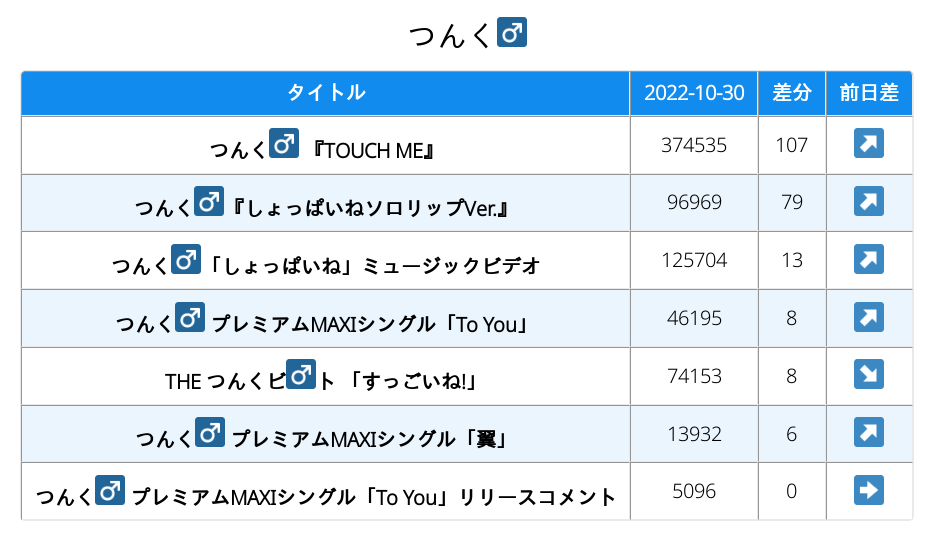 つんく♂
タイトル 2022-10-30 差分 前日差
つんく♂ 『TOUCH ME』 374535 107 ↗
つんく♂『しょっぱいねソロリップVer.』 96969 79 ↗
つんく♂「しょっぱいね」ミュージックビデオ 125704 13 ↗
つんく♂ プレミアムMAXIシングル「To You」 46195 8 ↗
THE つんくビ♂ト 「すっごいね!」 74153 8 ↘
つんく♂ プレミアムMAXIシングル「翼」 13932 6 ↗
つんく♂ プレミアムMAXIシングル「To You」リリースコメント 5096 0 ➡